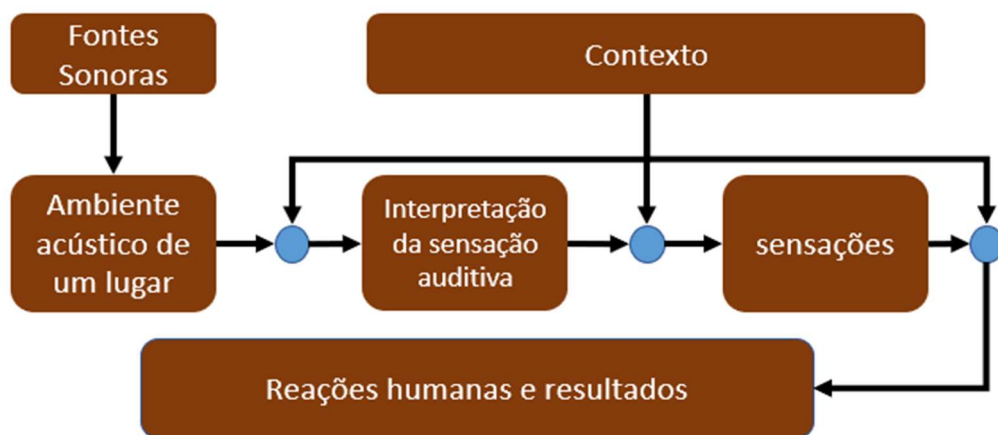 Fontes
Sonoras
Contexto
Ambiente
acústico de
um lugar
Interpretação
da sensação
auditiva
sensações
Reações humanas e resultados